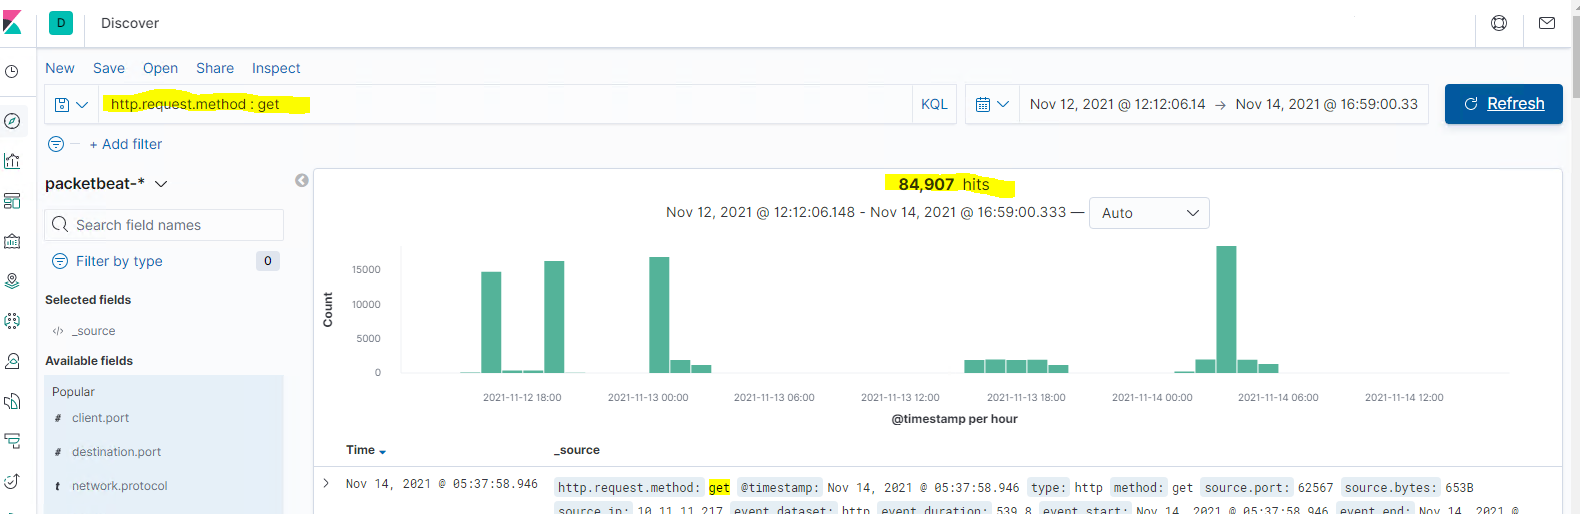 D Discover
New Save Open Share Inspect
http.request.method : get KQL Nov 12, 2021 @ 12:12:06.14 → Nov 14, 2021 @ 16:59:00.33 Refresh
+ Add filter
packetbeat-*
84,907 hits
Search field names
Nov 12, 2021 @ 12:12:06.148 - Nov 14, 2021 @ 16:59:00.333 — Auto
Filter by type 0
Selected fields
</> _source
Available fields
Popular
# client.port
# destination.port
t network.protocol
Count
15000
10000
5000
0
2021-11-12 18:00 2021-11-13 00:00 2021-11-13 06:00 2021-11-13 12:00 2021-11-13 18:00 2021-11-14 00:00 2021-11-14 06:00 2021-11-14 12:00
@timestamp per hour
Time _source
Nov 14, 2021 @ 05:37:58.946 http.request.method: get @timestamp: Nov 14, 2021 @ 05:37:58.946 type: http method: get source.port: 62567 source.bytes: 653B
source.ip: 10.11.11.217 event.dataset: http event.duration: 539.8 event.start: Nov 14, 2021 @ 05:37:58.946 event.end: Nov 14, 2021 @